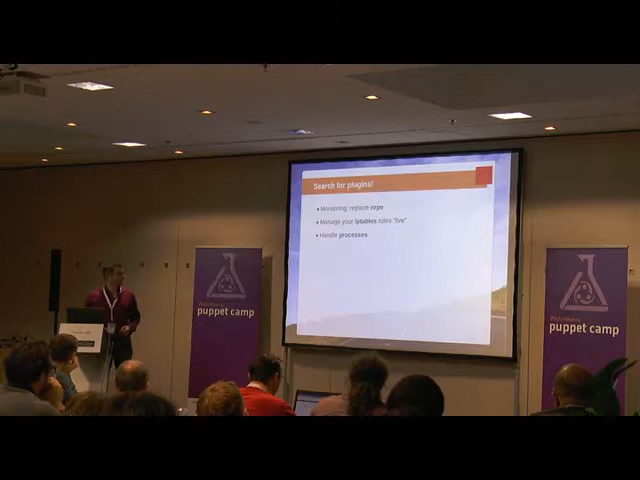 Search for plugins!
• Monitoring: replace nrpe
• Manage your iptables rules "live"
• Handle processes
Welcome to
puppet camp
Welcome to
puppet camp